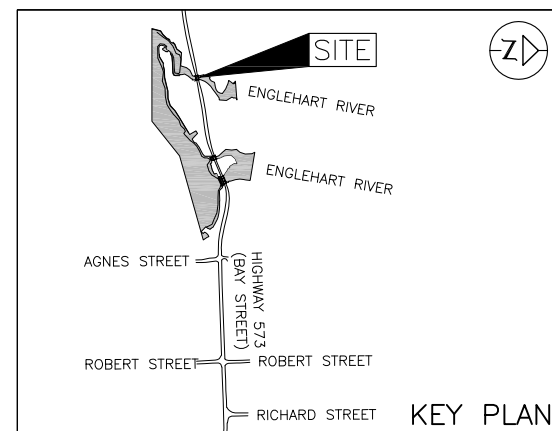 SITE
Z
ENGLEHART RIVER
ENGLEHART RIVER
AGNES STREET
HIGHWAY 573
(BAY STREET)
ROBERT STREET
ROBERT STREET
RICHARD STREET
KEY PLAN